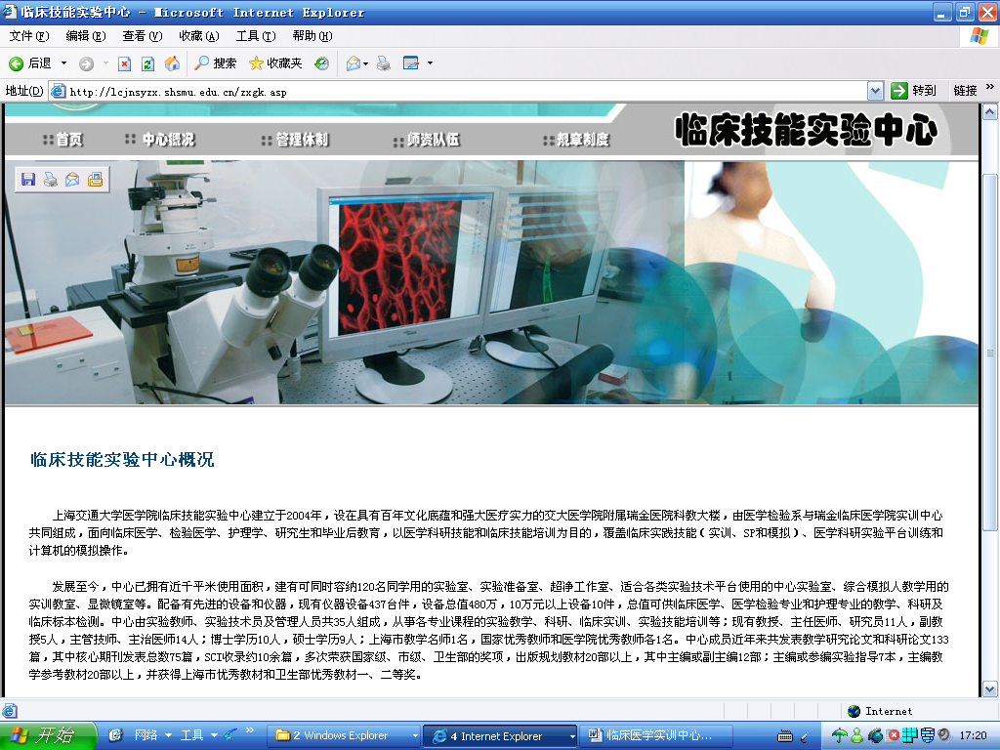 临床技能实验中心 - Microsoft Internet Explorer
文件(F) 编辑(E) 查看(V) 收藏(A) 工具(T) 帮助(H)
后退 搜索 收藏夹
地址(D) http://lcjnsyzx.shsmu.edu.cn/zxgk.asp 转到 链接 »
首页 中心概况 管理体制 师资队伍 规章制度 临床技能实验中心
临床技能实验中心概况
上海交通大学医学院临床技能实验中心建立于2004年，设在具有百年文化底蕴和强大医疗实力的交大医学院附属瑞金医院科教大楼，由医学检验系与瑞金临床医学院实训中心
共同组成，面向临床医学、检验医学、护理学、研究生和毕业后教育，以医学科研技能和临床技能培训为目的，覆盖临床实践技能（实训、SP和模拟）、医学科研实验平台训练和
计算机的模拟操作。
发展至今，中心已拥有近千平米使用面积，建有可同时容纳120名同学用的实验室、实验准备室、超净工作室、适合各类实验技术平台使用的中心实验室、综合模拟人教学用的
实训教室、显微镜室等。配备有先进的设备和仪器，现有仪器设备437台件，设备总值480万，10万元以上设备10件，总值可供临床医学、医学检验专业和护理专业的教学、科研及
临床标本检测。中心由实验教师、实验技术员及管理人员共35人组成，从事各专业课程的实验教学、科研、临床实训、实验技能培训等；现有教授、主任医师、研究员11人，副教
授5人，主管技师、主治医师14人；博士学历10人，硕士学历9人；上海市教学名师1名，国家优秀教师和医学院优秀教师各1名。中心成员近年来共发表教学研究论文和科研论文133
篇，其中核心期刊发表总数75篇，SCI收录约10余篇，多次荣获国家级、市级、卫生部的奖项，出版规划教材20部以上，其中主编或副主编12部；主编或参编实验指导7本，主编教
学参考教材20部以上，并获得上海市优秀教材和卫生部优秀教材一、二等奖。
Internet
开始 网络 工具 » 2 Windows Explorer 4 Internet Explorer 临床医学实训中心... 17:20